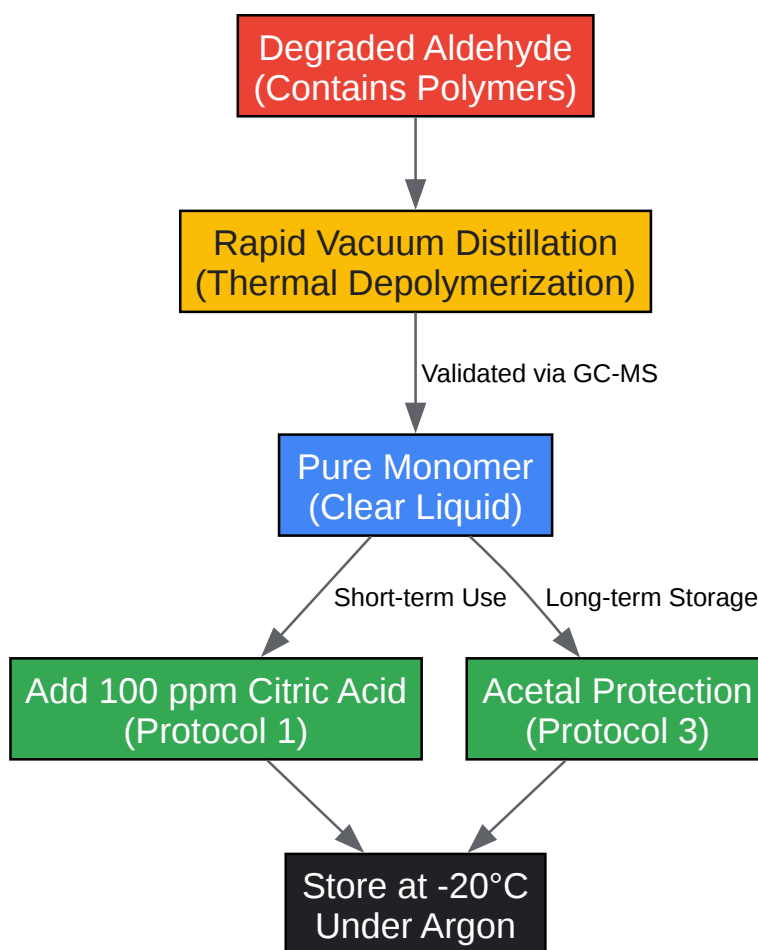 Degraded Aldehyde
(Contains Polymers)
Rapid Vacuum Distillation
(Thermal Depolymerization)
Validated via GC-MS
Pure Monomer
(Clear Liquid)
Short-term Use
Long-term Storage
Add 100 ppm Citric Acid
(Protocol 1)
Acetal Protection
(Protocol 3)
Store at -20°C
Under Argon